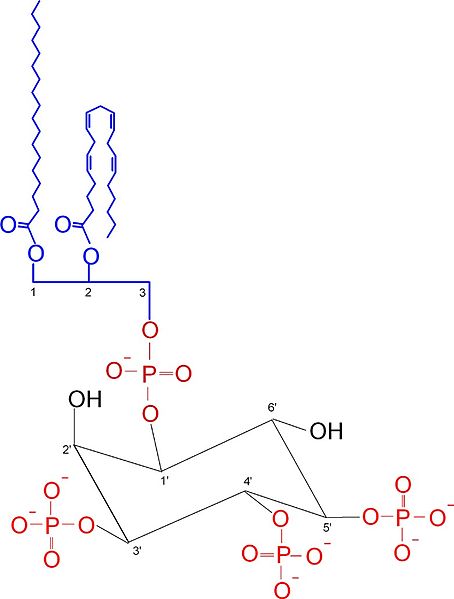 O O
O O
1 2 3
O
O⁻ P O
O
OH 6'
OH
2'
1' 4'
O⁻ O
O⁻ P O 5' O P O⁻
O 3' O O⁻
O P O⁻
O⁻